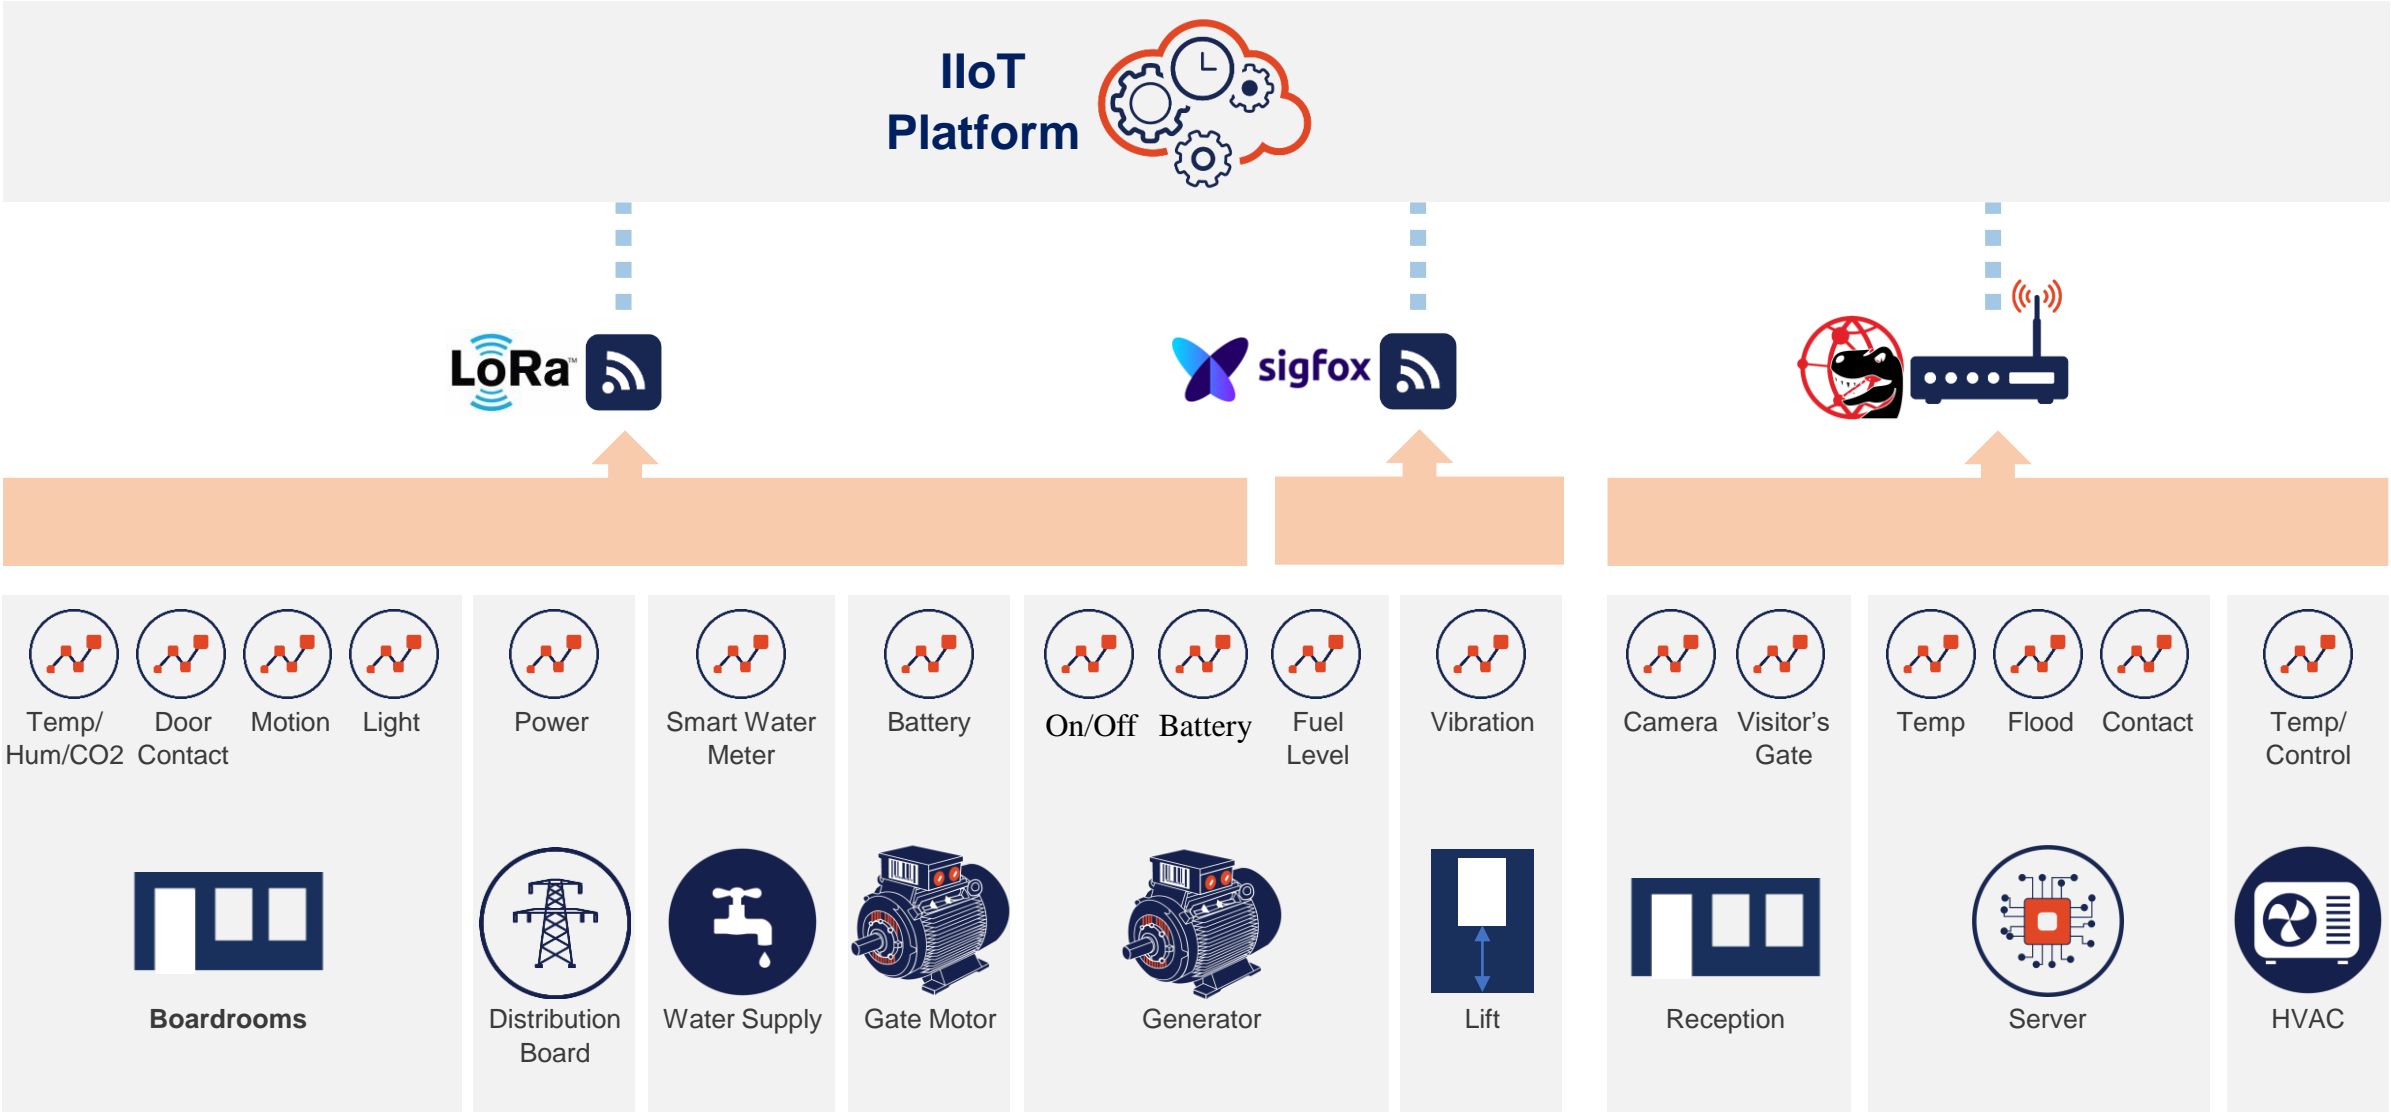 IIoT
Platform
LoRa™
sigfox
Temp/
Hum/CO2
Door
Contact
Motion
Light
Power
Smart Water
Meter
Battery
On/Off
Battery
Fuel
Level
Vibration
Camera
Visitor’s
Gate
Temp
Flood
Contact
Temp/
Control
Boardrooms
Distribution
Board
Water Supply
Gate Motor
Generator
Lift
Reception
Server
HVAC